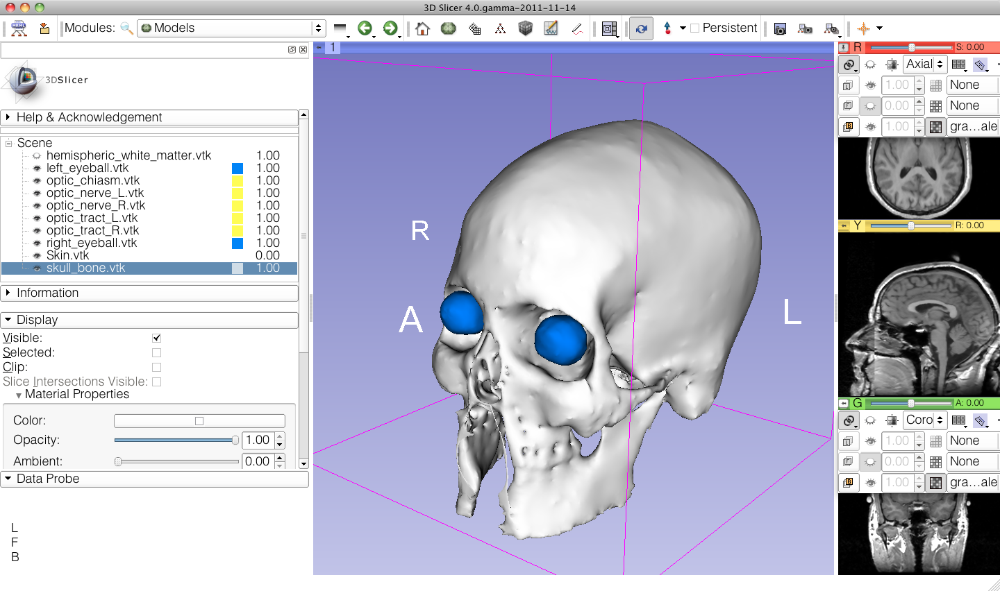 3D Slicer 4.0.gamma-2011-11-14
Modules:
Models
Persistent
3DSlicer
Help & Acknowledgement
Scene
hemispheric_white_matter.vtk 1.00
left_eyeball.vtk 1.00
optic_chiasm.vtk 1.00
optic_nerve_L.vtk 1.00
optic_nerve_R.vtk 1.00
optic_tract_L.vtk 1.00
optic_tract_R.vtk 1.00
right_eyeball.vtk 1.00
Skin.vtk 0.00
skull_bone.vtk 1.00
Information
Display
Visible:
Selected:
Clip:
Slice Intersections Visible:
Material Properties
Color:
Opacity: 1.00
Ambient: 0.00
Data Probe
L
F
B
1
R
A
L
R S: 0.00
Axial
1.00 None
0.00 None
1.00 gra...ale
Y R: 0.00
G A: 0.00
Coro
1.00 None
0.00 None
1.00 gra...ale